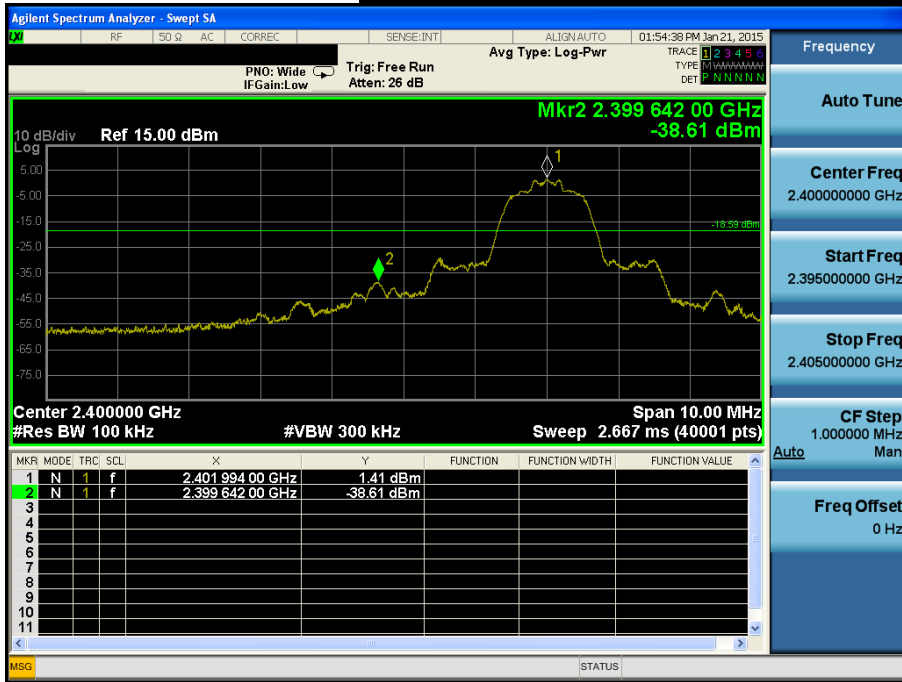 Agilent Spectrum Analyzer - Swept SA
LXI RF 50 Ω AC CORREC SENSE:INT ALIGN AUTO 01:54:38 PM Jan 21, 2015
Frequency
PNO: Wide
IFGain:Low
Trig: Free Run
Atten: 26 dB
Avg Type: Log-Pwr
TRACE 1 2 3 4 5 6
TYPE M WWWWW
DET P N N N N N
Auto Tune
Mkr2 2.399 642 00 GHz
-38.61 dBm
10 dB/div Ref 15.00 dBm
Log
5.00
-5.00
-15.0
-25.0
-35.0
-45.0
-55.0
-65.0
-75.0
1
2
-18.59 dBm
Center Freq
2.400000000 GHz
Start Freq
2.395000000 GHz
Stop Freq
2.405000000 GHz
Center 2.400000 GHz Span 10.00 MHz
#Res BW 100 kHz #VBW 300 kHz Sweep 2.667 ms (40001 pts)
CF Step
1.000000 MHz
Auto Man
MKR MODE TRC SCL X Y FUNCTION FUNCTION WIDTH FUNCTION VALUE
1 N 1 f 2.401 994 00 GHz 1.41 dBm
2 N 1 f 2.399 642 00 GHz -38.61 dBm
3
4
5
6
7
8
9
10
11
Freq Offset
0 Hz
MSG STATUS